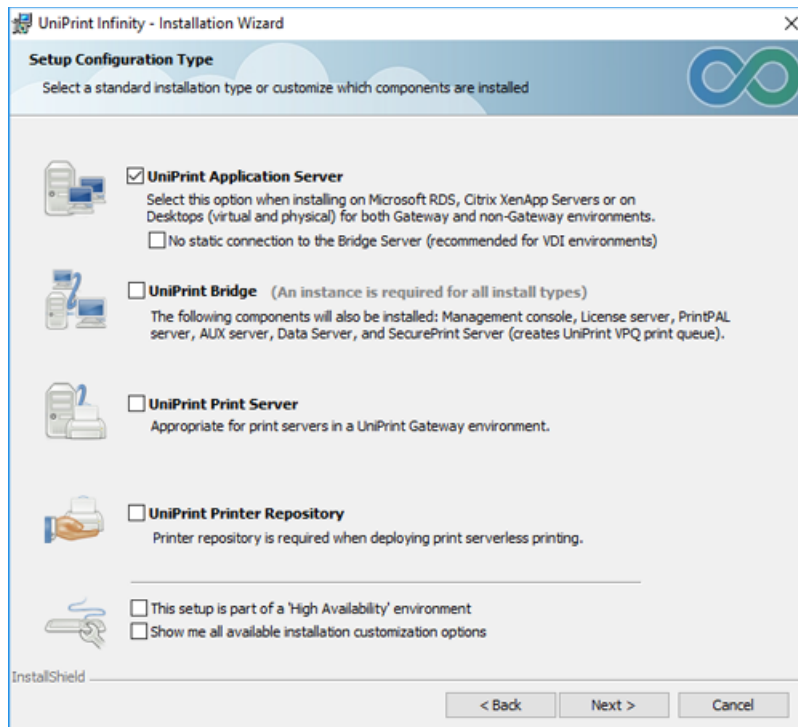 UniPrint Infinity - Installation Wizard
Setup Configuration Type
Select a standard installation type or customize which components are installed
UniPrint Application Server
Select this option when installing on Microsoft RDS, Citrix XenApp Servers or on
Desktops (virtual and physical) for both Gateway and non-Gateway environments.
No static connection to the Bridge Server (recommended for VDI environments)
UniPrint Bridge (An instance is required for all install types)
The following components will also be installed: Management console, License server, PrintPAL
server, AUX server, Data Server, and SecurePrint Server (creates UniPrint VPQ print queue).
UniPrint Print Server
Appropriate for print servers in a UniPrint Gateway environment.
UniPrint Printer Repository
Printer repository is required when deploying print serverless printing.
This setup is part of a 'High Availability' environment
Show me all available installation customization options
InstallShield
< Back Next > Cancel